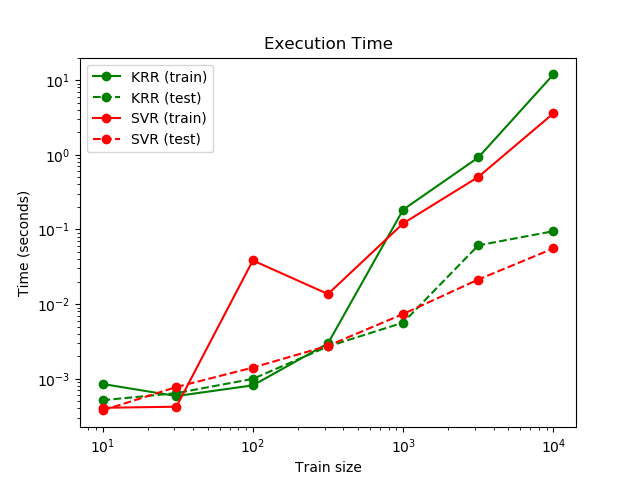 Execution Time
KRR (train)
KRR (test)
SVR (train)
SVR (test)
10¹
10⁰
10⁻¹
10⁻²
10⁻³
Time (seconds)
10¹ 10² 10³ 10⁴
Train size